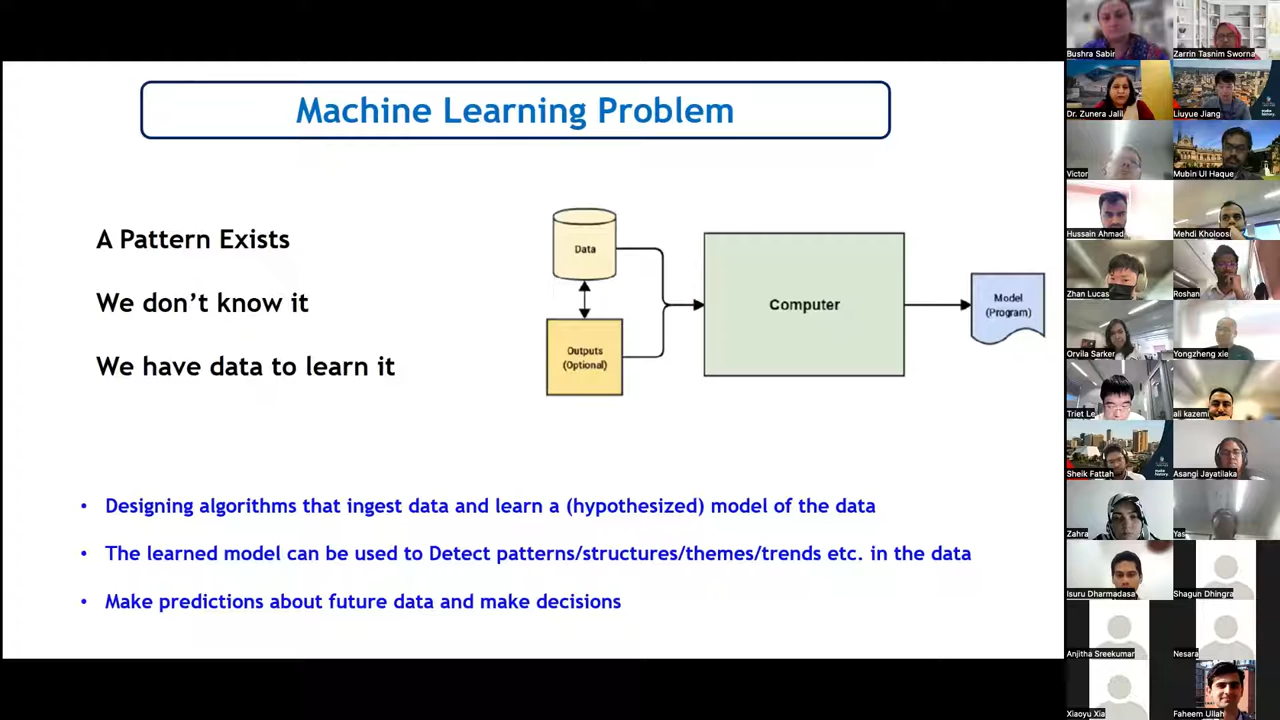 Machine Learning Problem
A Pattern Exists
We don't know it
We have data to learn it
Data
Outputs
(Optional)
Computer
Model
(Program)
• Designing algorithms that ingest data and learn a (hypothesized) model of the data
• The learned model can be used to Detect patterns/structures/themes/trends etc. in the data
• Make predictions about future data and make decisions
Bushra Sabir
Zarrin Tasnim Sworna
Dr. Zunera Jalil
Liuyue Jiang
Victor
Mubin Ul Haque
Hussain Ahmad
Mehdi Kholoosi
Zhan Lucas
Roshan
Orvila Sarker
Yongzheng xie
Triet Le
ali kazemi
Sheik Fattah
Asangi Jayatilaka
Zahra
Yas
Isuru Dharmadasa
Shagun Dhingra
Anjitha Sreekumar
Nesara
Xiaoyu Xia
Faheem Ullah